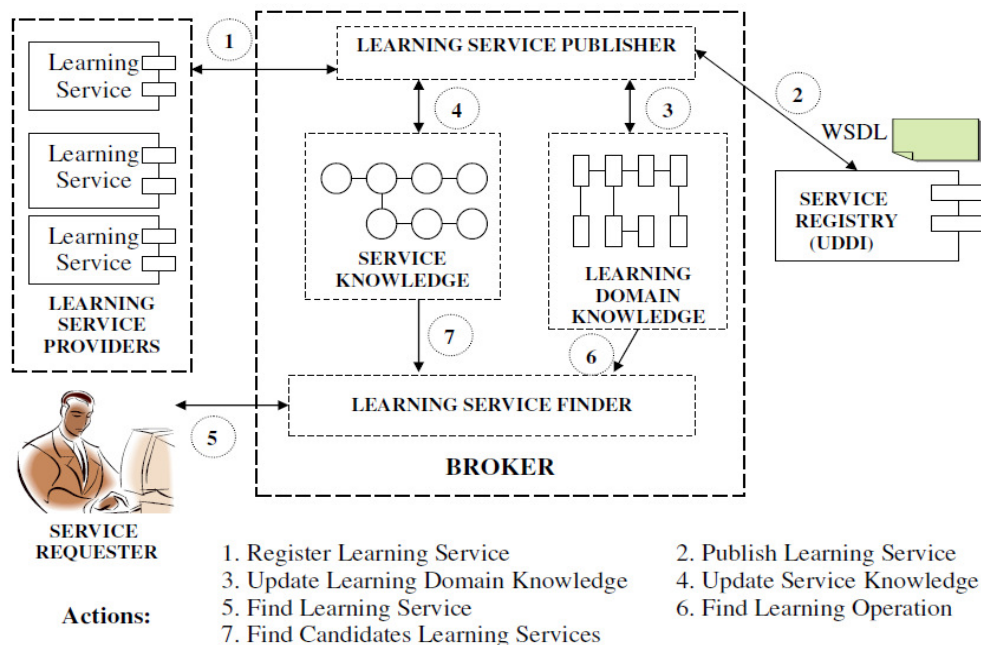 Learning
Service
Learning
Service
Learning
Service
LEARNING
SERVICE
PROVIDERS
1
LEARNING SERVICE PUBLISHER
4
3
2
WSDL
SERVICE
REGISTRY
(UDDI)
SERVICE
KNOWLEDGE
LEARNING
DOMAIN
KNOWLEDGE
7
6
LEARNING SERVICE FINDER
5
BROKER
SERVICE
REQUESTER
Actions:
1. Register Learning Service
2. Publish Learning Service
3. Update Learning Domain Knowledge
4. Update Service Knowledge
5. Find Learning Service
6. Find Learning Operation
7. Find Candidates Learning Services